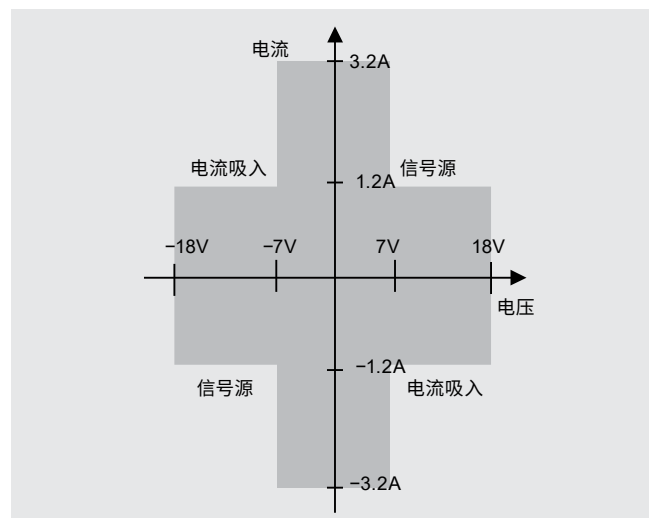 电流
3.2A
电流吸入
信号源
1.2A
−18V
−7V
7V
18V
电压
−1.2A
信号源
电流吸入
−3.2A